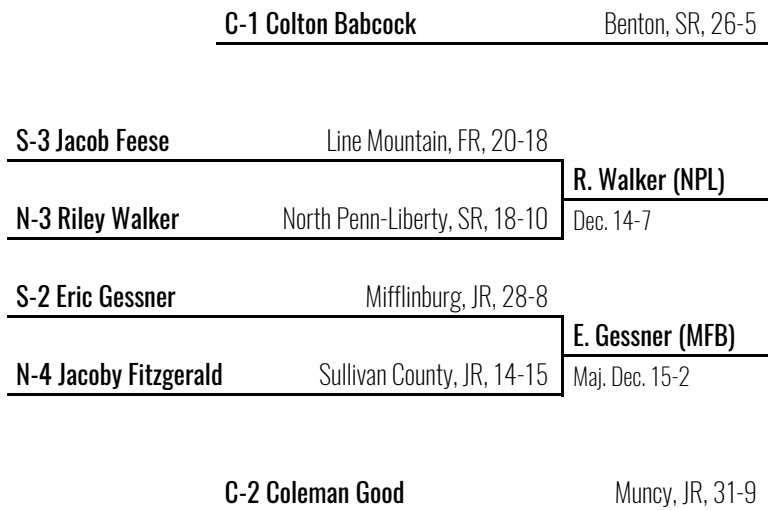 C-1 Colton Babcock Benton, SR, 26-5
S-3 Jacob Feese Line Mountain, FR, 20-18
R. Walker (NPL)
N-3 Riley Walker North Penn-Liberty, SR, 18-10
Dec. 14-7
S-2 Eric Gessner Mifflinburg, JR, 28-8
E. Gessner (MFB)
N-4 Jacoby Fitzgerald Sullivan County, JR, 14-15
Maj. Dec. 15-2
C-2 Coleman Good Muncy, JR, 31-9